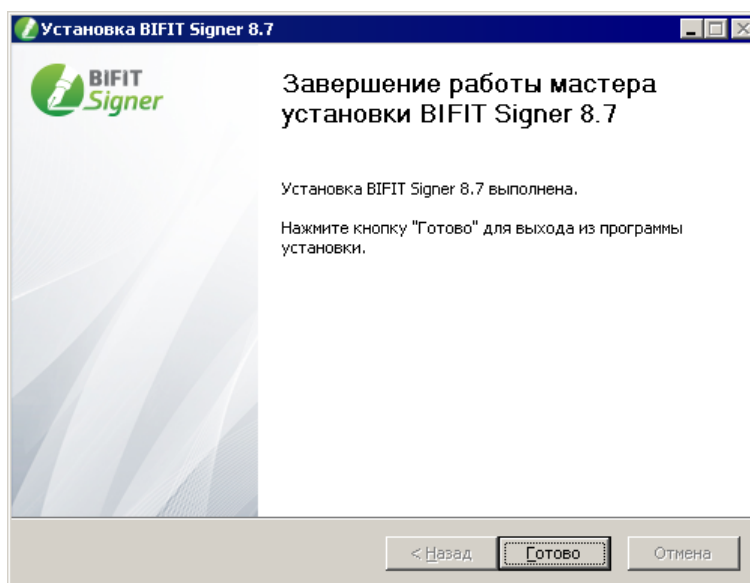 Установка BIFIT Signer 8.7
BIFIT
Signer
Завершение работы мастера
установки BIFIT Signer 8.7
Установка BIFIT Signer 8.7 выполнена.
Нажмите кнопку "Готово" для выхода из программы
установки.
< Назад
Готово
Отмена